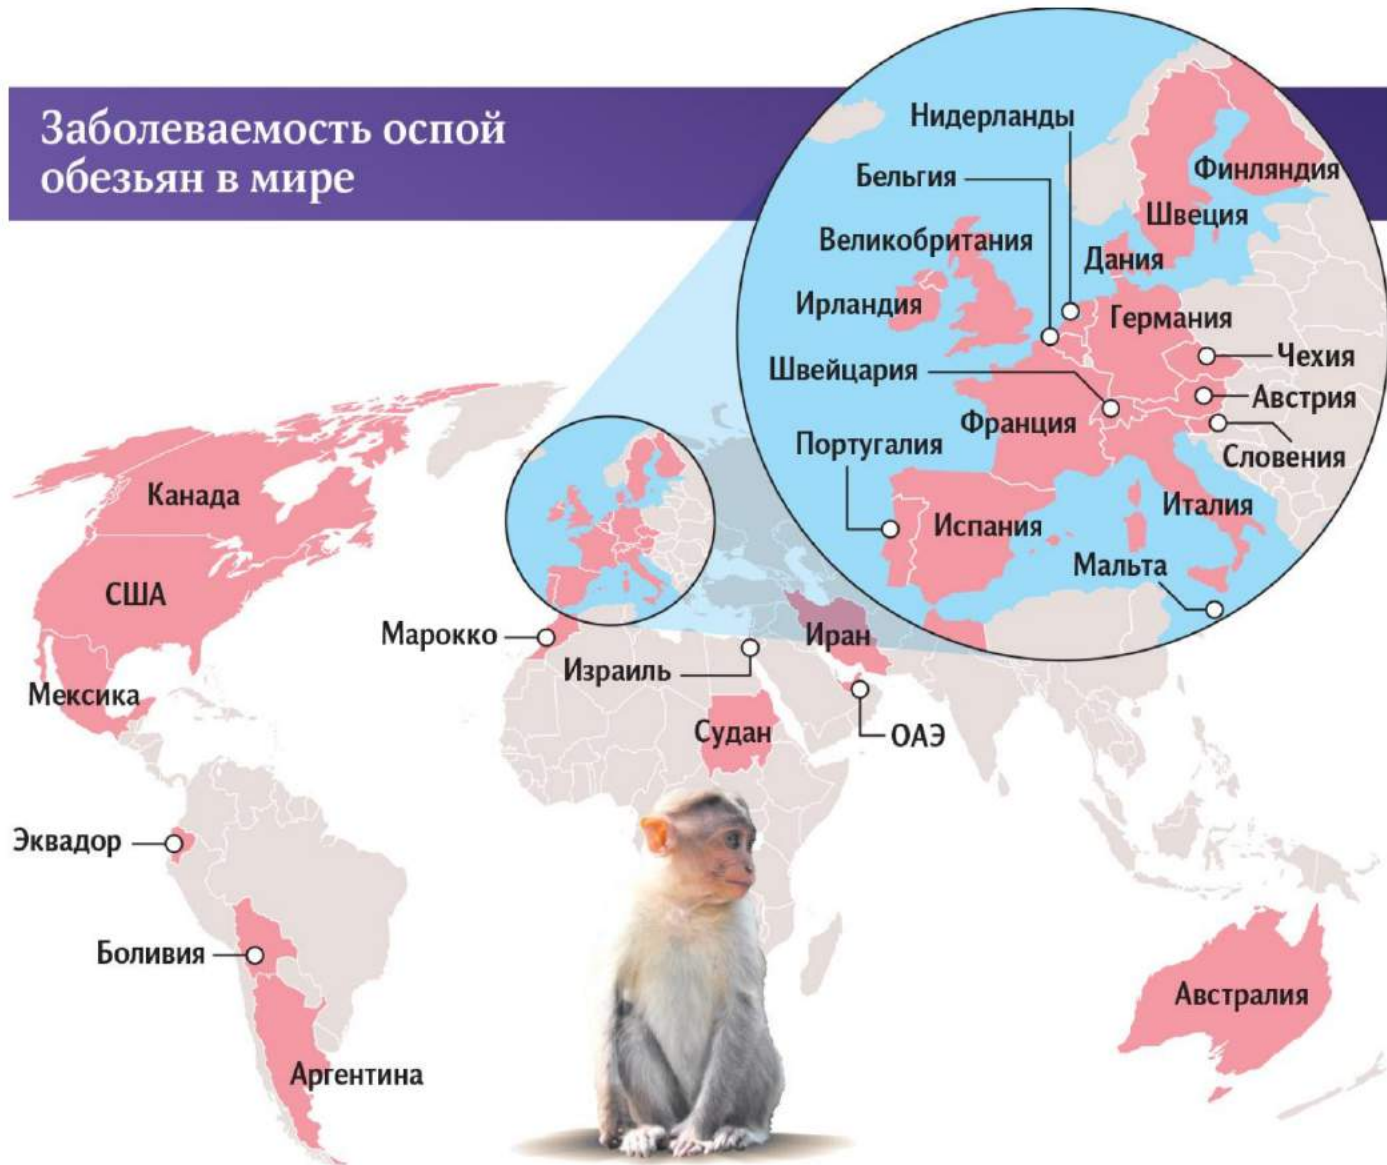 Заболеваемость оспой
обезьян в мире
Нидерланды
Бельгия
Великобритания
Ирландия
Швейцария
Португалия
Финляндия
Швеция
Дания
Германия
Чехия
Австрия
Франция
Словения
Испания
Италия
Мальта
Канада
США
Мексика
Марокко
Израиль
Иран
Судан
ОАЭ
Эквадор
Боливия
Аргентина
Австралия